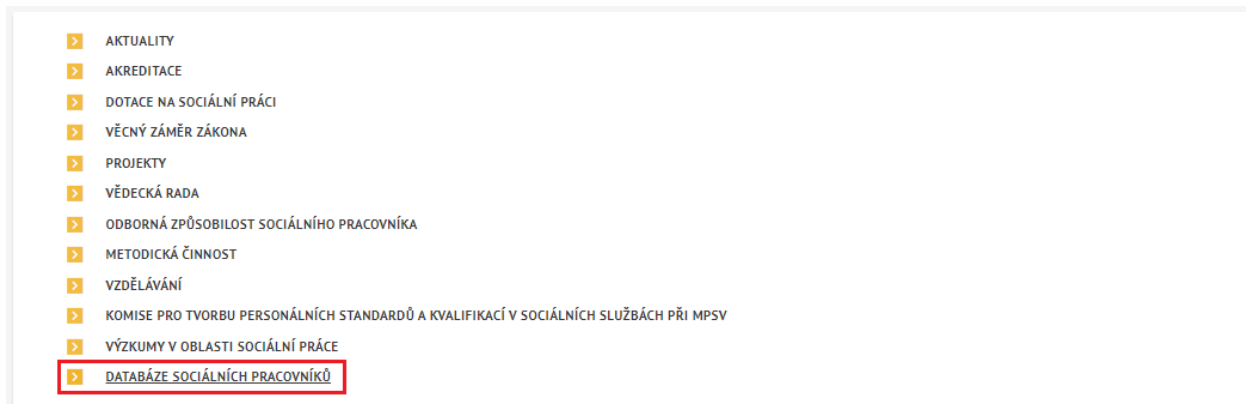 AKTUALITY
AKREDITACE
DOTACE NA SOCIÁLNÍ PRÁCI
VĚCNÝ ZÁMĚR ZÁKONA
PROJEKTY
VĚDECKÁ RADA
ODBORNÁ ZPŮSOBILOST SOCIÁLNÍHO PRACOVNÍKA
METODICKÁ ČINNOST
VZDĚLÁVÁNÍ
KOMISE PRO TVORBU PERSONÁLNÍCH STANDARDŮ A KVALIFIKACÍ V SOCIÁLNÍCH SLUŽBÁCH PŘI MPSV
VÝZKUMY V OBLASTI SOCIÁLNÍ PRÁCE
DATABÁZE SOCIÁLNÍCH PRACOVNÍKŮ